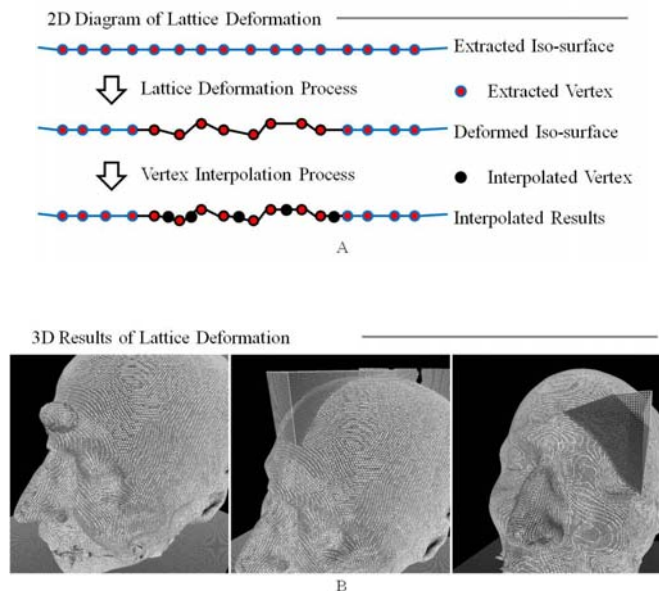 2D Diagram of Lattice Deformation
Extracted Iso-surface
Lattice Deformation Process
Extracted Vertex
Deformed Iso-surface
Vertex Interpolation Process
Interpolated Vertex
Interpolated Results
A
3D Results of Lattice Deformation
B